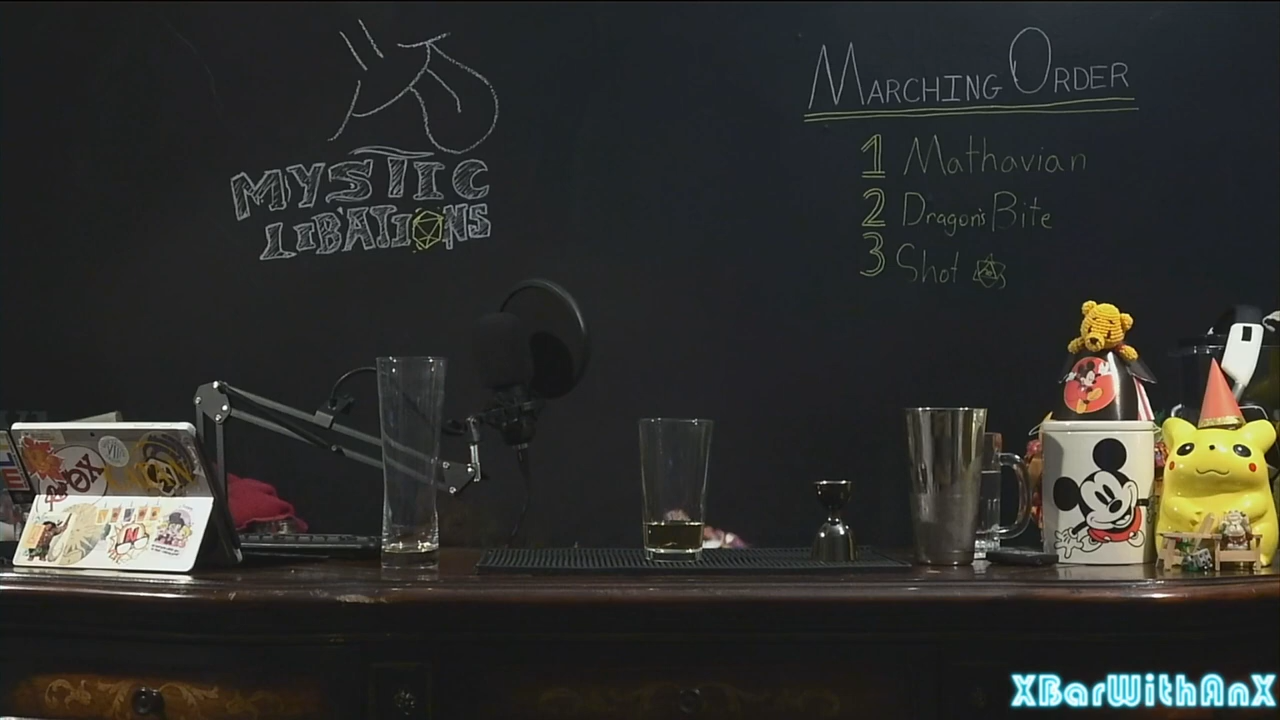 MYSTIC
LIBATIONS
MARCHING ORDER
1 Mathavian
2 Dragon's Bite
3 Shot
XBarWithAnX